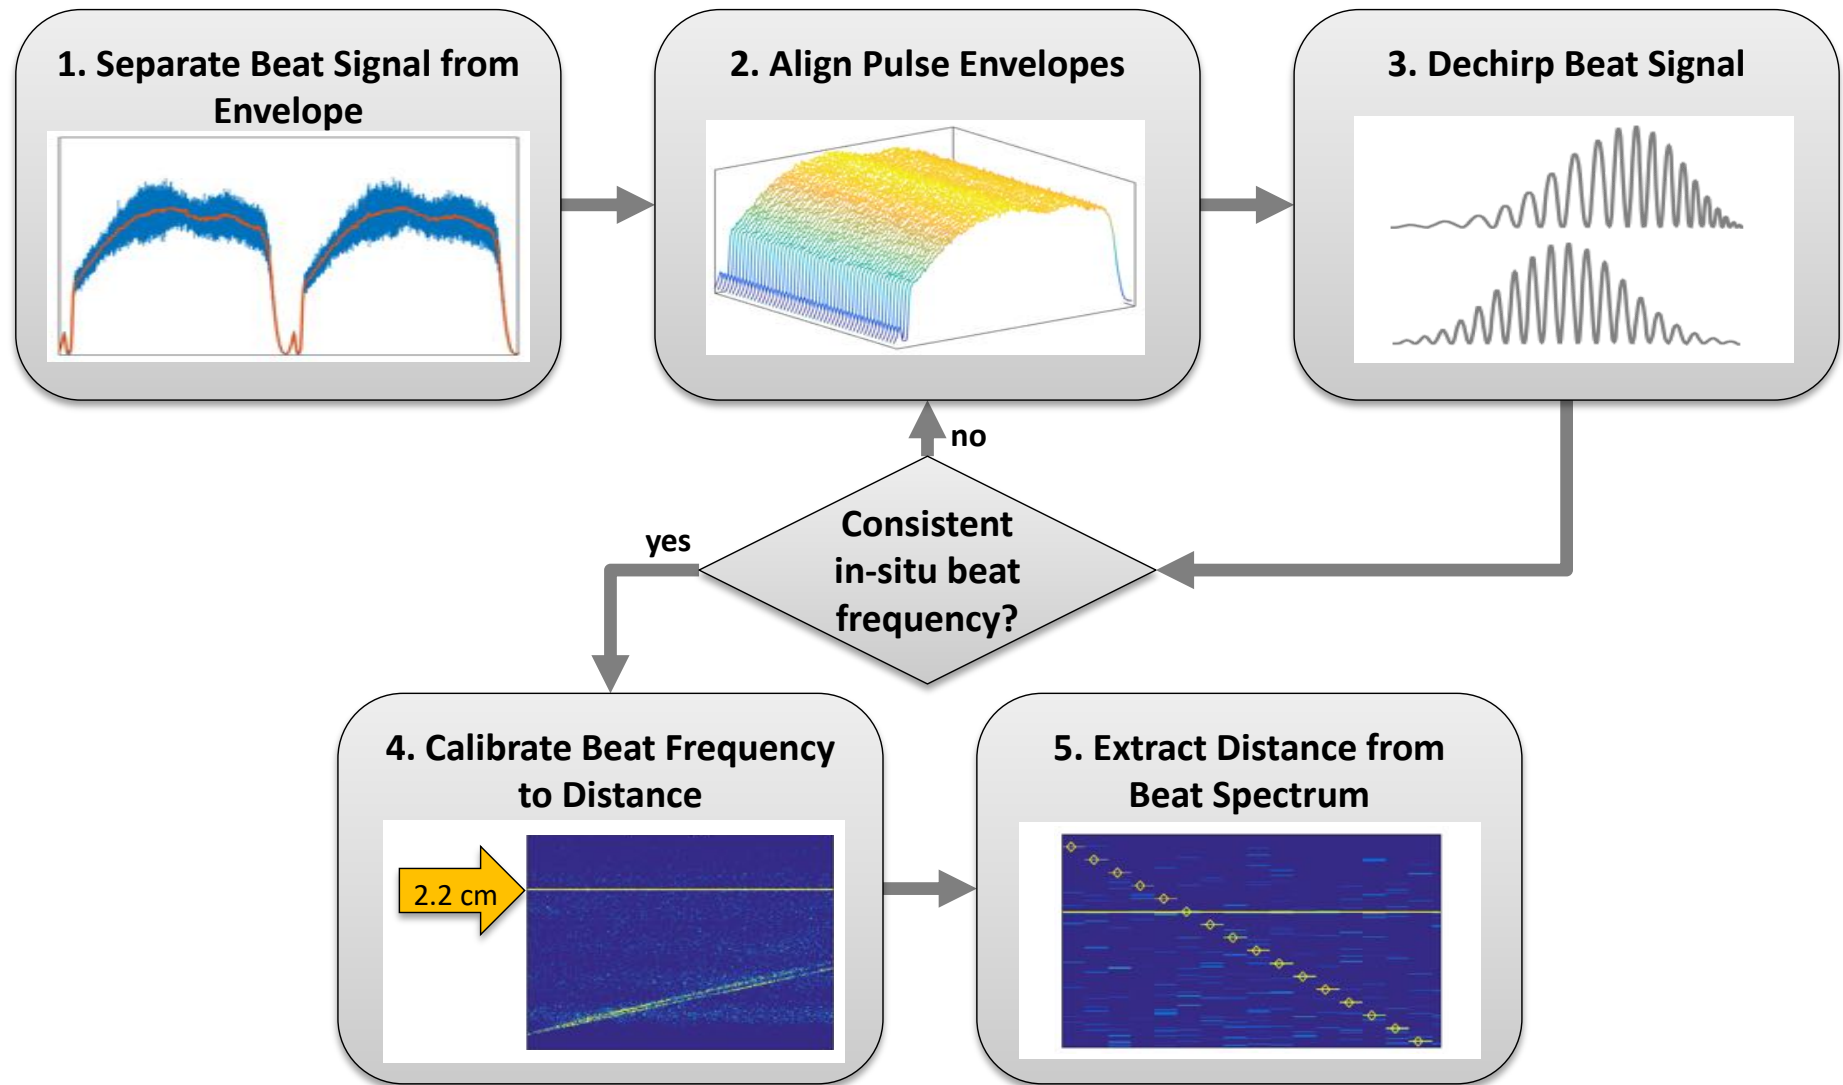 1. Separate Beat Signal from
Envelope
2. Align Pulse Envelopes
3. Dechirp Beat Signal
no
Consistent
in-situ beat
frequency?
yes
4. Calibrate Beat Frequency
to Distance
2.2 cm
5. Extract Distance from
Beat Spectrum